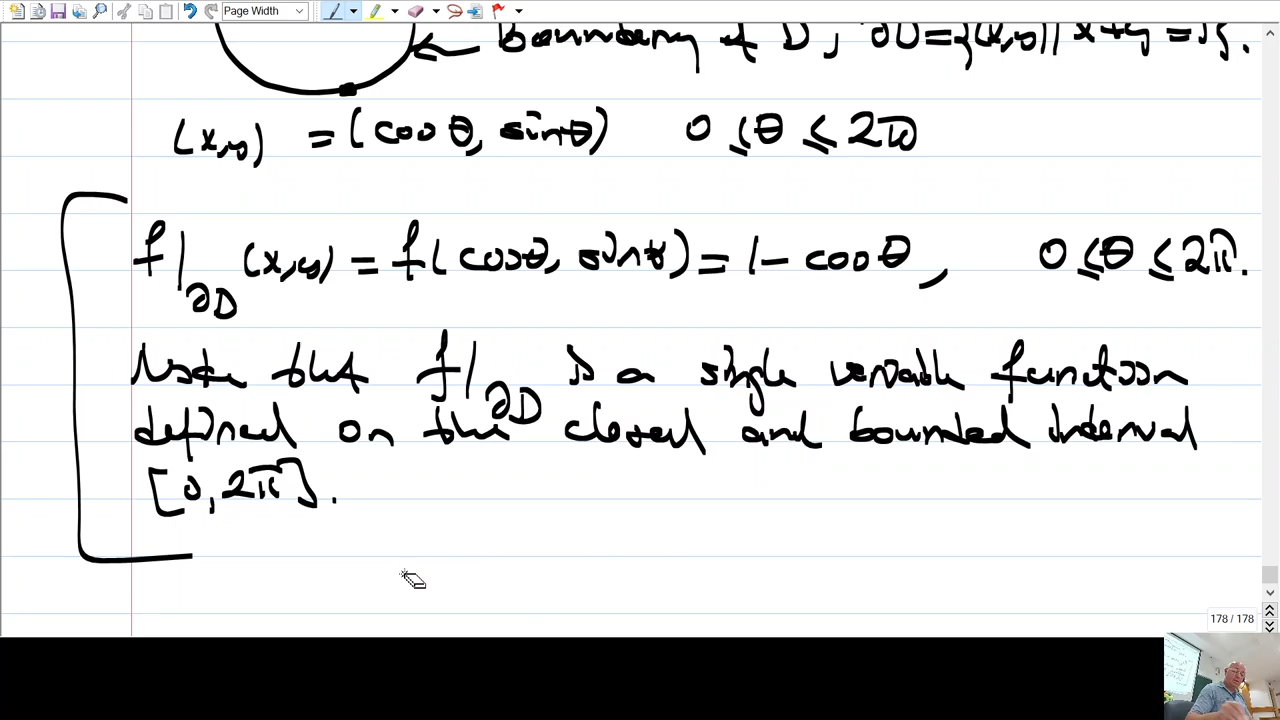 Page Width
boundary of D, ∂D = {(x,y) | x²+y² = 1}.
(x,y) = (cos θ, sin θ) 0 ≤ θ ≤ 2π
f|∂D (x,y) = f(cos θ, sin θ) = 1 - cos θ, 0 ≤ θ ≤ 2π.
Note that f|∂D is a single variable function
defined on the closed and bounded interval
[0, 2π].
178 / 178